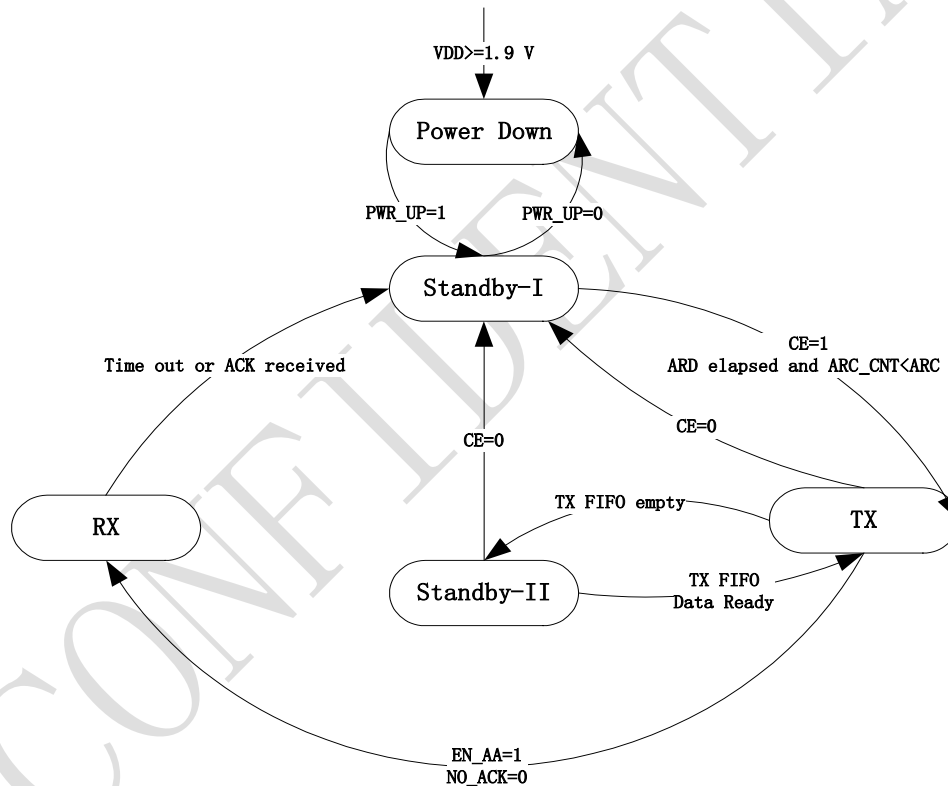 VDD>=1.9 V
Power Down
PWR_UP=1
PWR_UP=0
Standby-I
Time out or ACK received
CE=1
ARD elapsed and ARC_CNT<ARC
CE=0
CE=0
TX FIFO empty
RX
TX
Standby-II
TX FIFO
Data Ready
EN_AA=1
NO_ACK=0
CONFIDENTI